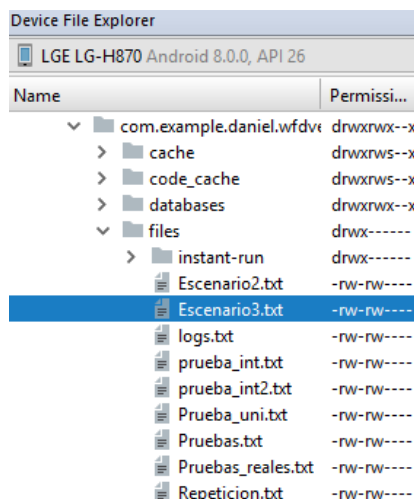 Device File Explorer
LGE LG-H870 Android 8.0.0, API 26
Name Permissi...
com.example.daniel.wfdve drwxrwx--x
cache drwxrws--x
code_cache drwxrws--x
databases drwxrwx--x
files drwx------
instant-run drwx------
Escenario2.txt -rw-rw----
Escenario3.txt -rw-rw----
logs.txt -rw-rw----
prueba_int.txt -rw-rw----
prueba_int2.txt -rw-rw----
Prueba_uni.txt -rw-rw----
Pruebas.txt -rw-rw----
Pruebas_reales.txt -rw-rw----
Repeticion.txt -rw-rw----